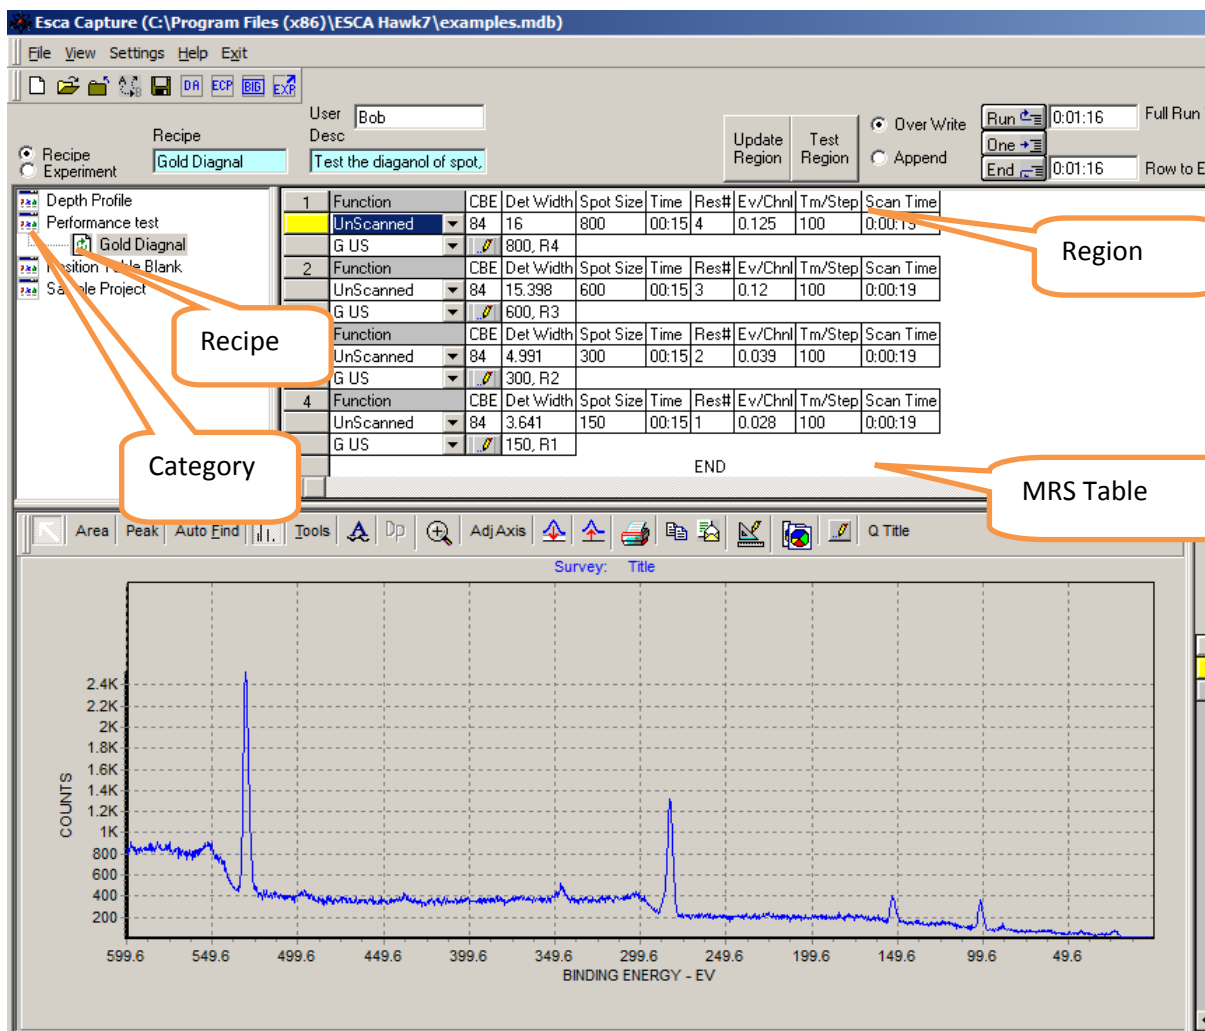 Esca Capture (C:\Program Files (x86)\ESCA Hawk7\examples.mdb)
File View Settings Help Exit
DA ECP BIG EXP
User Bob
Recipe Desc
Recipe
Experiment
Gold Diagnal Test the diaganol of spot,
Update Region
Test Region
Over Write
Append
Run 0:01:16 Full Run
One
End 0:01:16 Row to E
Depth Profile
Performance test
Gold Diagnal
Position Table Blank
Sample Project
1 Function CBE Det Width Spot Size Time Res# Ev/Chnl Tm/Step Scan Time
UnScanned 84 16 800 00:15 4 0.125 100 0:00:15
G US 800, R4
2 Function CBE Det Width Spot Size Time Res# Ev/Chnl Tm/Step Scan Time
UnScanned 84 15.398 600 00:15 3 0.12 100 0:00:19
G US 600, R3
Function CBE Det Width Spot Size Time Res# Ev/Chnl Tm/Step Scan Time
UnScanned 84 4.991 300 00:15 2 0.039 100 0:00:19
G US 300, R2
4 Function CBE Det Width Spot Size Time Res# Ev/Chnl Tm/Step Scan Time
UnScanned 84 3.641 150 00:15 1 0.028 100 0:00:19
G US 150, R1
END
Region
Recipe
Category
MRS Table
Area Peak Auto Find Tools Dp Adj Axis Q Title
Survey: Title
2.4K
2.2K
2K
1.8K
1.6K
1.4K
1.2K
1K
800
600
400
200
COUNTS
599.6 549.6 499.6 449.6 399.6 349.6 299.6 249.6 199.6 149.6 99.6 49.6
BINDING ENERGY - EV